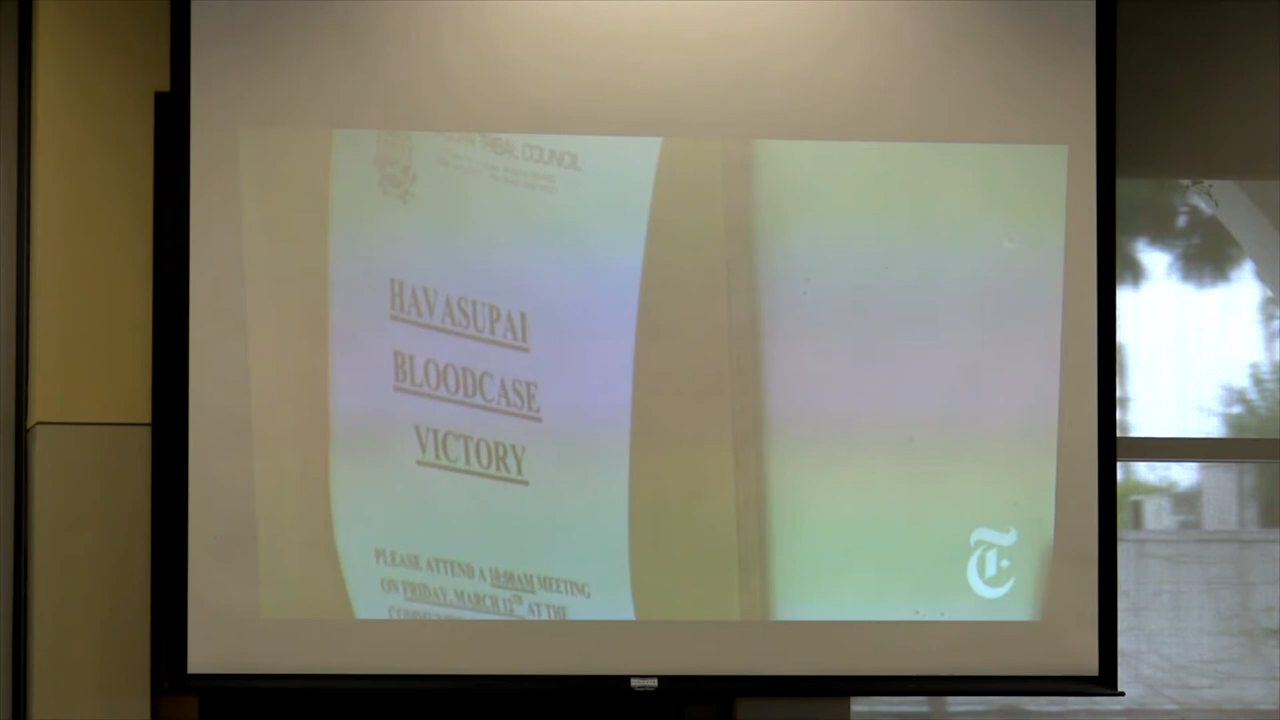 TRIBAL COUNCIL
HAVASUPAI
BLOODCASE
VICTORY
PLEASE ATTEND A 10:00AM MEETING
ON FRIDAY, MARCH 12TH AT THE
T